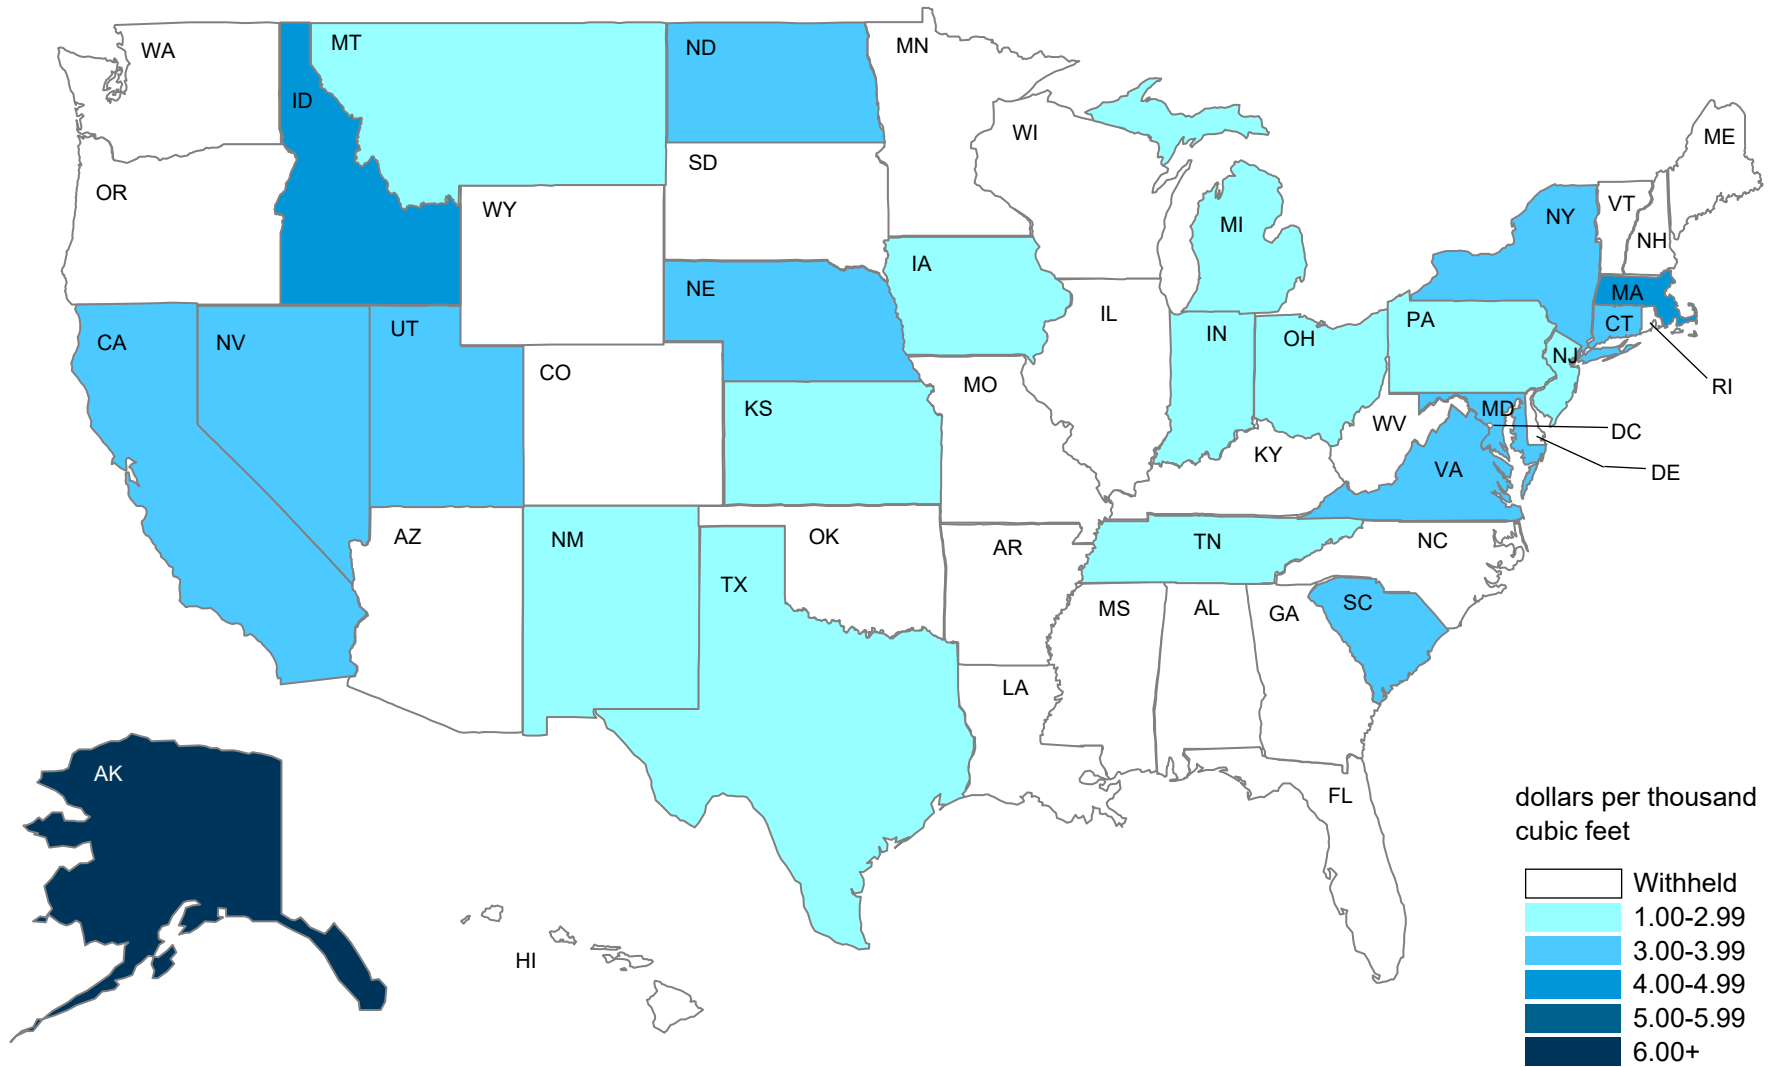 WA
MT
ND
MN
ID
WI
ME
SD
OR
WY
VT
NY
MI
NH
IA
NE
MA
IL
PA
CT
CA
NV
UT
IN
OH
NJ
CO
MO
RI
KS
MD
WV
DC
KY
VA
DE
AZ
NM
OK
AR
TN
NC
TX
MS
AL
GA
SC
LA
AK
FL
HI
dollars per thousand
cubic feet
Withheld
1.00-2.99
3.00-3.99
4.00-4.99
5.00-5.99
6.00+